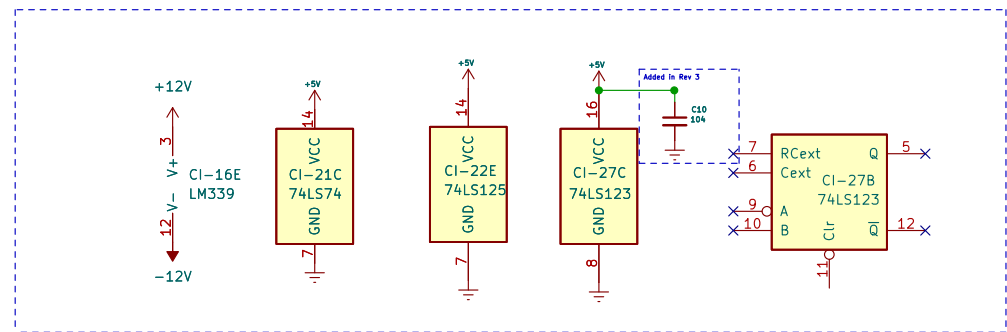 +12V
3
V+
CI-16E
LM339
V-
12
-12V
+5V
14
VCC
CI-21C
74LS74
GND
7
+5V
14
VCC
CI-22E
74LS125
GND
7
+5V
16
VCC
CI-27C
74LS123
GND
8
Added in Rev 3
C10
104
7 RCext Q 5
6 Cext
CI-27B
74LS123
9 A
10 B Clr Q 12
11